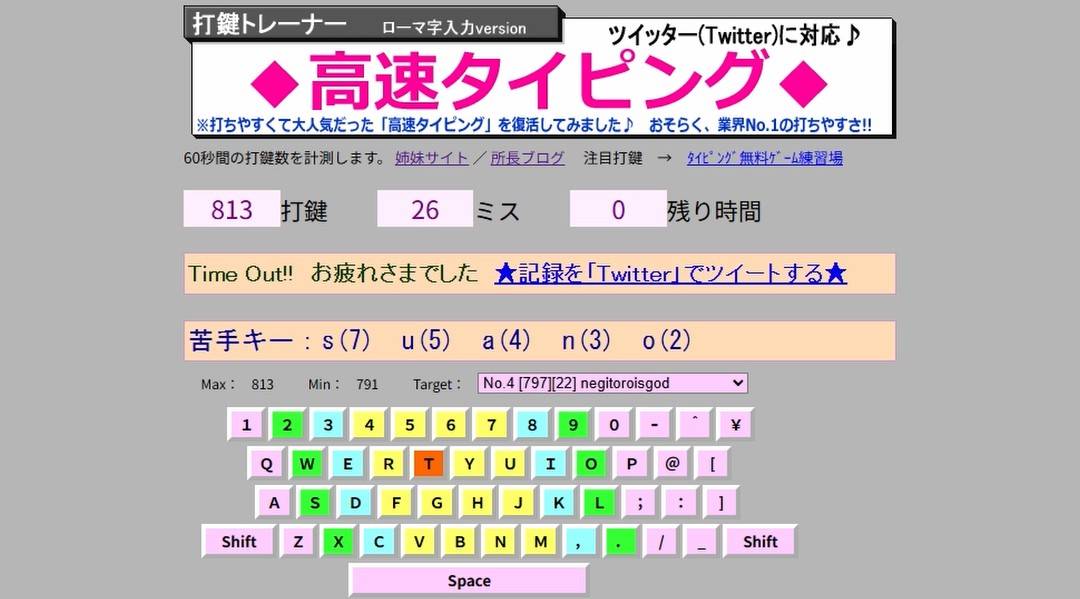 打鍵トレーナー ローマ字入力version
ツイッター(Twitter)に対応♪
◆高速タイピング◆
※打ちやすくて大人気だった「高速タイピング」を復活してみました♪ おそらく、業界No.1の打ちやすさ!!
60秒間の打鍵数を計測します。 姉妹サイト ／ 所長ブログ 注目打鍵 → ﾀｲﾋﾟﾝｸﾞ無料ｹﾞｰﾑ練習場
813 打鍵 26 ミス 0 残り時間
Time Out!! お疲れさまでした ★記録を「Twitter」でツイートする★
苦手キー：s(7) u(5) a(4) n(3) o(2)
Max： 813 Min： 791 Target： No.4 [797][22] negitoroisgod
1 2 3 4 5 6 7 8 9 0 - ^ ¥
Q W E R T Y U I O P @ [
A S D F G H J K L ; : ]
Shift Z X C V B N M , . / _ Shift
Space